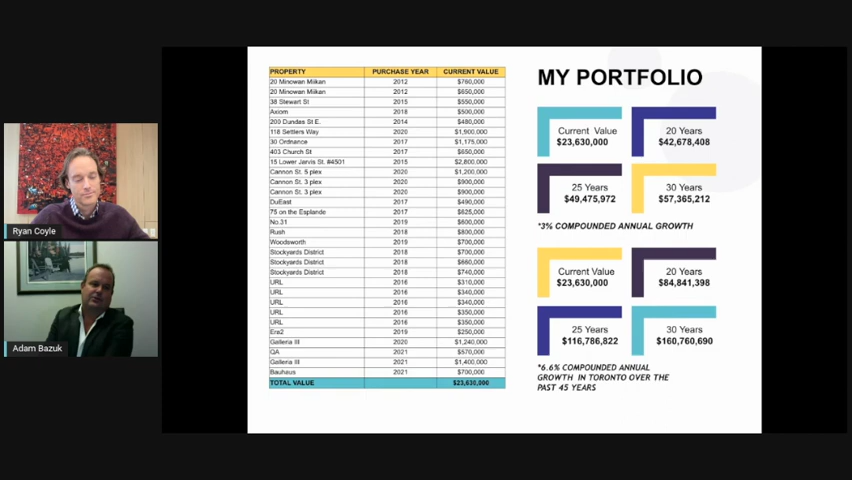 PROPERTY PURCHASE YEAR CURRENT VALUE
20 Minowan Miikan 2012 $760,000
20 Minowan Miikan 2012 $650,000
38 Stewart St 2015 $550,000
Axiom 2018 $500,000
200 Dundas St E. 2014 $480,000
118 Settlers Way 2020 $1,900,000
30 Ordnance 2017 $1,175,000
403 Church St 2017 $650,000
15 Lower Jarvis St. #4501 2015 $2,800,000
Cannon St. 5 plex 2020 $1,200,000
Cannon St. 3 plex 2020 $900,000
Cannon St. 3 plex 2020 $900,000
DuEast 2017 $490,000
75 on the Esplande 2017 $625,000
No.31 2019 $600,000
Rush 2018 $800,000
Woodsworth 2019 $700,000
Stockyards District 2018 $700,000
Stockyards District 2018 $660,000
Stockyards District 2018 $740,000
URL 2016 $310,000
URL 2016 $340,000
URL 2016 $340,000
URL 2016 $350,000
URL 2016 $350,000
Era2 2019 $250,000
Galleria III 2020 $1,240,000
QA 2021 $570,000
Galleria III 2021 $1,400,000
Bauhaus 2021 $700,000
TOTAL VALUE $23,630,000
MY PORTFOLIO
Current Value
$23,630,000
20 Years
$42,678,408
25 Years
$49,475,972
30 Years
$57,365,212
*3% COMPOUNDED ANNUAL GROWTH
Current Value
$23,630,000
20 Years
$84,841,398
25 Years
$116,786,822
30 Years
$160,760,690
*6.6% COMPOUNDED ANNUAL
GROWTH IN TORONTO OVER THE
PAST 45 YEARS
Ryan Coyle
Adam Bazuk